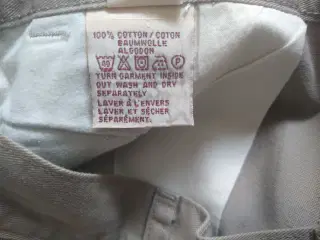 100% COTTON / COTON
BAUMWOLLE
ALGODON
TURN GARMENT INSIDE
OUT WASH AND DRY
SEPARATELY
LAVER À L'ENVERS
LAVER ET SÉCHER
SÉPARÉMENT.